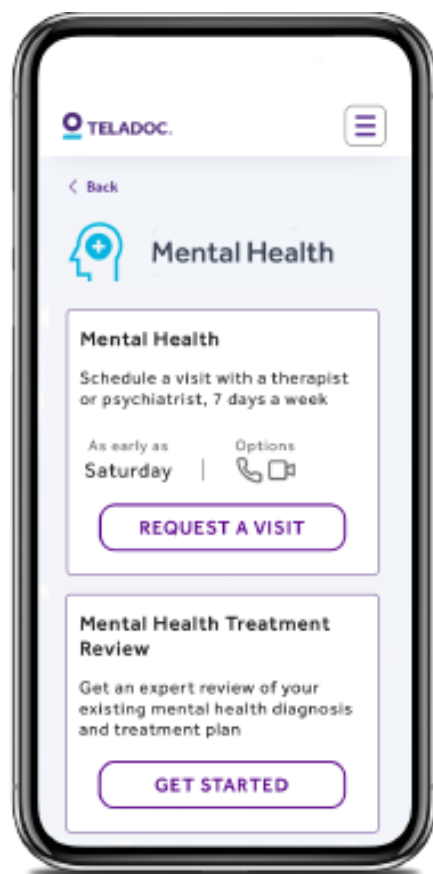 TELADOC.
Back
Mental Health
Mental Health
Schedule a visit with a therapist
or psychiatrist, 7 days a week
As early as
Options
Saturday
REQUEST A VISIT
Mental Health Treatment
Review
Get an expert review of your
existing mental health diagnosis
and treatment plan
GET STARTED